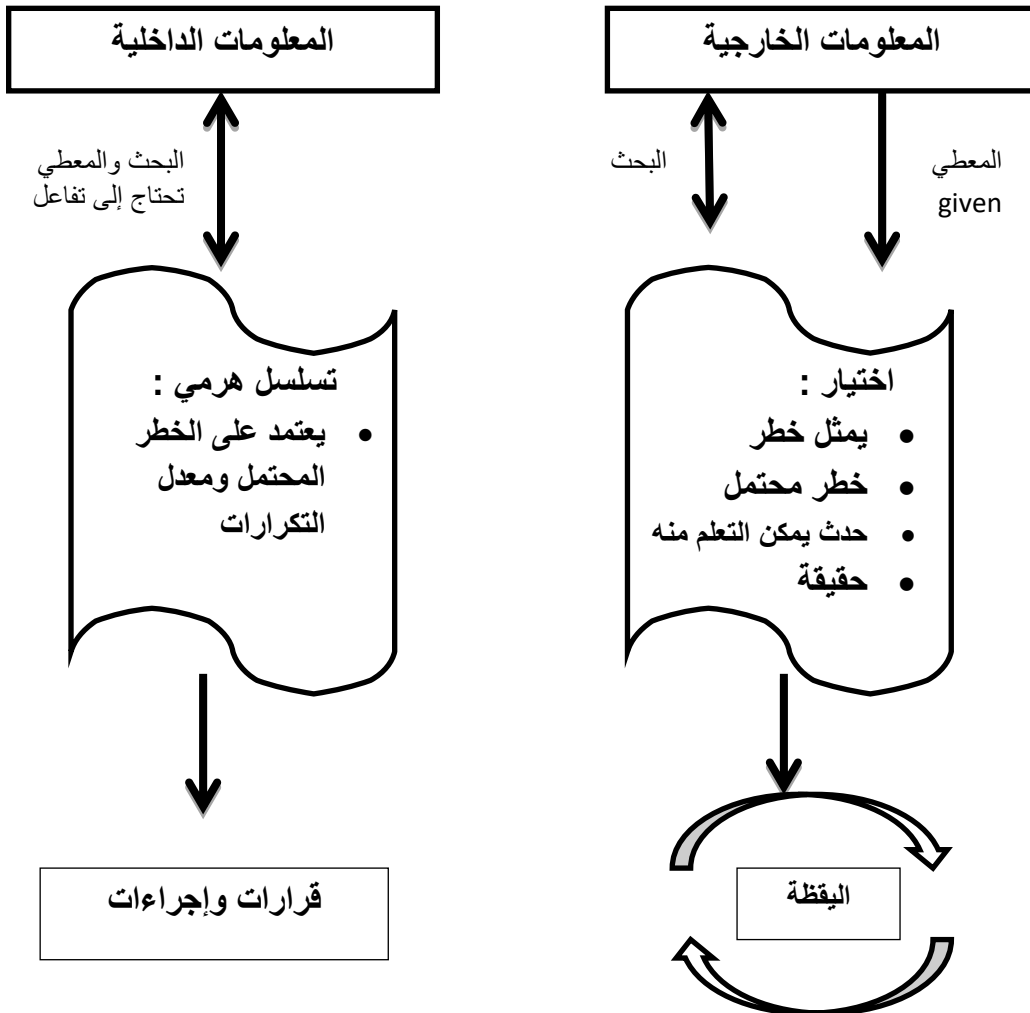 المعلومات الخارجية
المعلومات الداخلية
المعطي
given
البحث
البحث والمعطي
تحتاج إلى تفاعل
اختيار :
• يمثل خطر
• خطر محتمل
• حدث يمكن التعلم منه
• حقيقة
تسلسل هرمي :
• يعتمد على الخطر
المحتمل ومعدل
التكرارات
اليقظة
قرارات وإجراءات